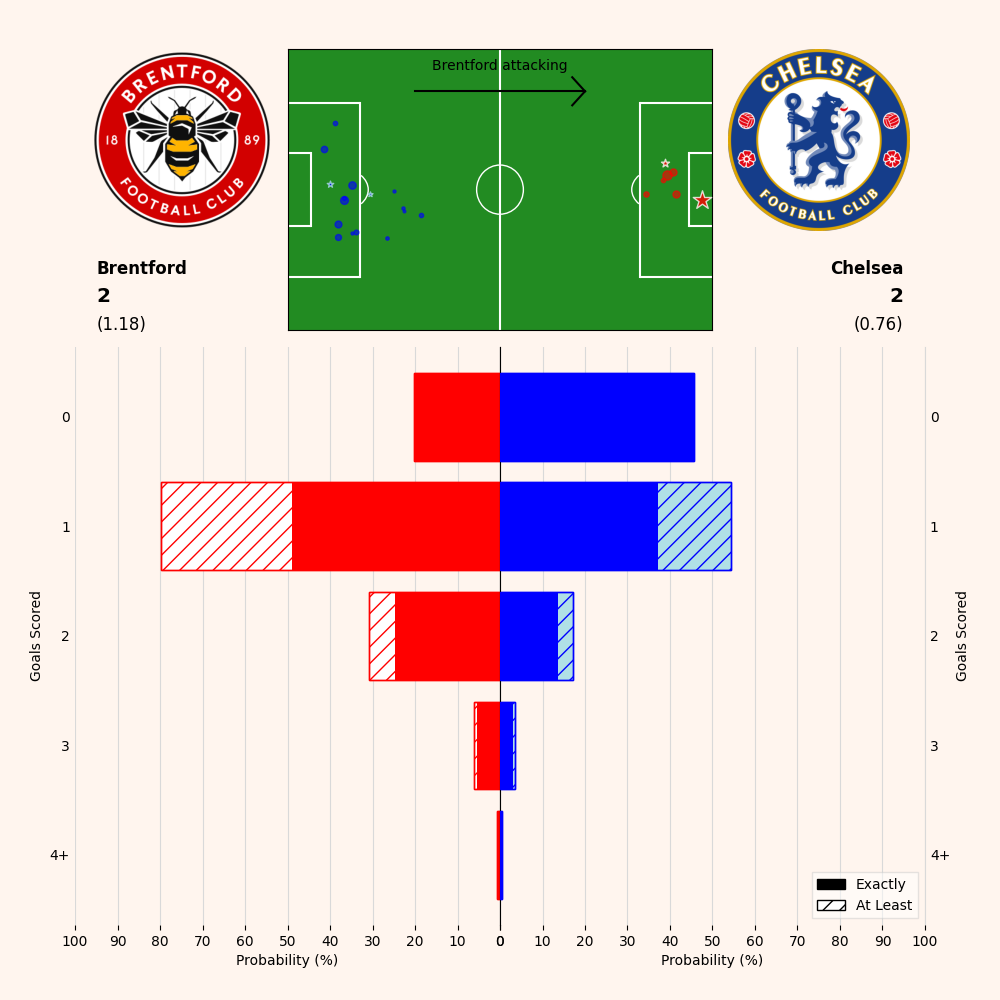 BRENTFORD
18 89
FOOTBALL CLUB
Brentford attacking
CHELSEA
FOOTBALL CLUB
Brentford
2
(1.18)
Chelsea
2
(0.76)
0 0
1 1
2 2
3 3
4+ 4+
Goals Scored
Goals Scored
Exactly
At Least
100 90 80 70 60 50 40 30 20 10 0 0 10 20 30 40 50 60 70 80 90 100
Probability (%) Probability (%)